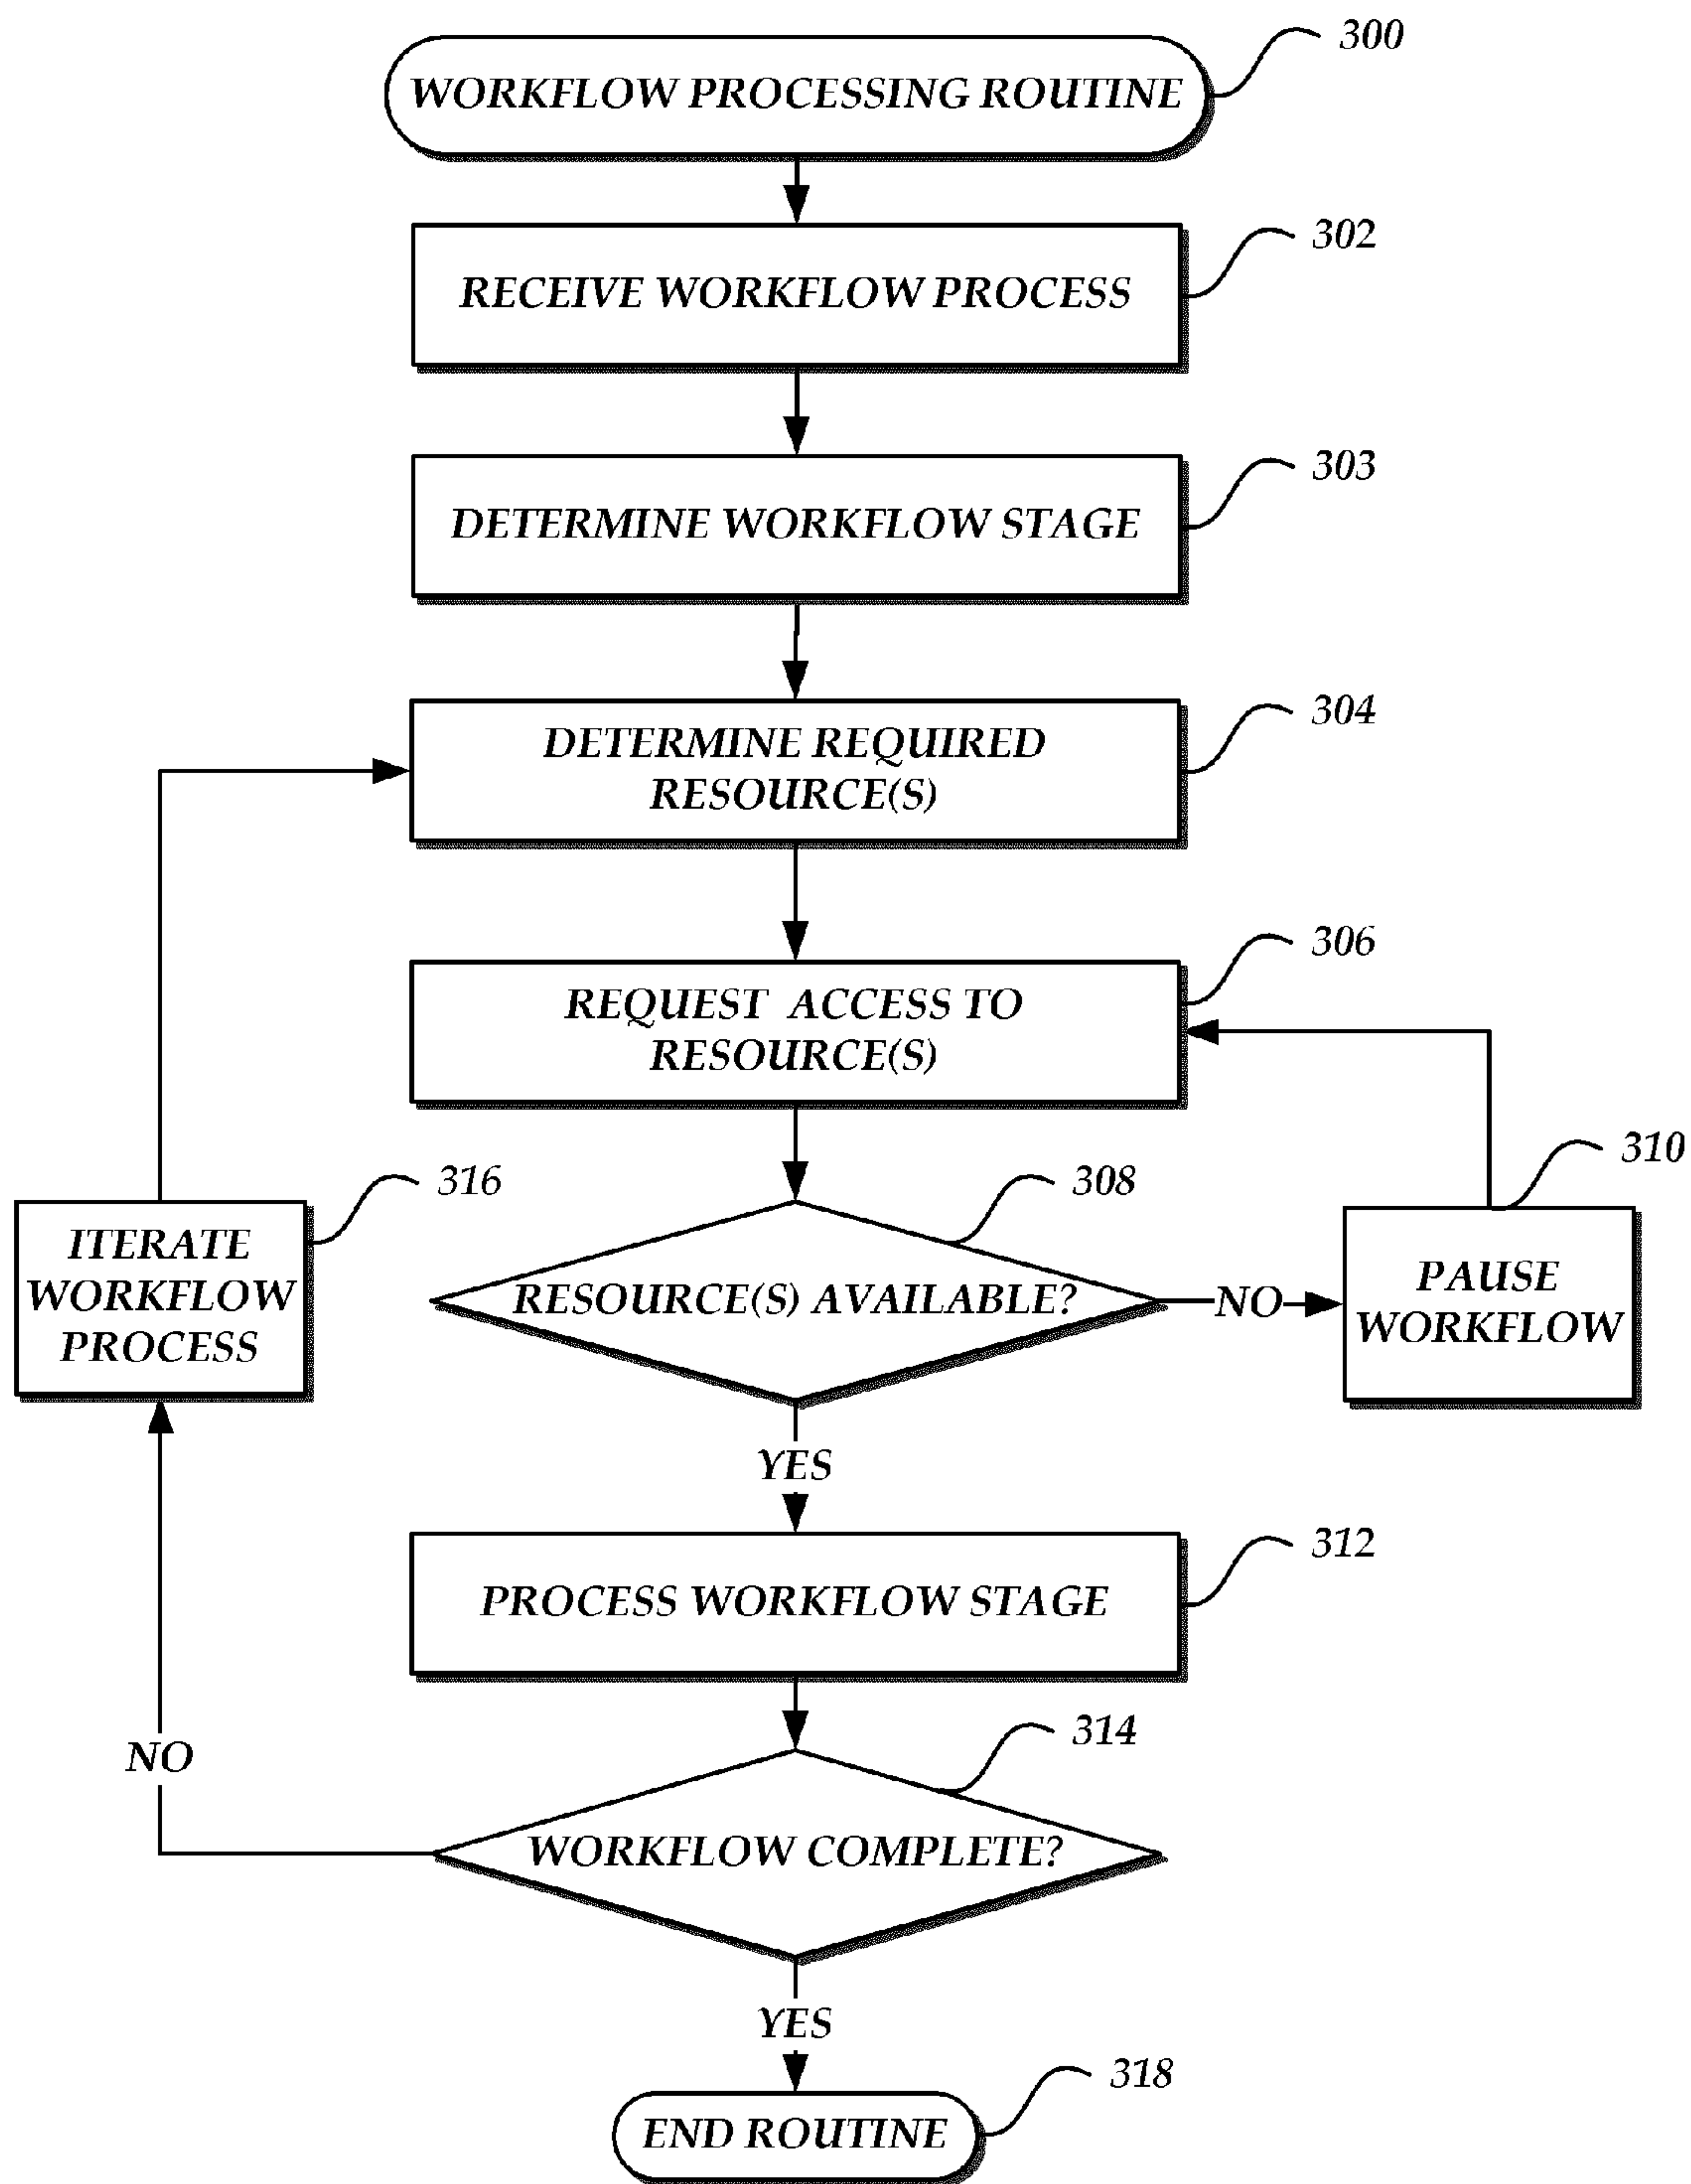 300
WORKFLOW PROCESSING ROUTINE
302
RECEIVE WORKFLOW PROCESS
303
DETERMINE WORKFLOW STAGE
304
DETERMINE REQUIRED
RESOURCE(S)
306
REQUEST ACCESS TO
RESOURCE(S)
310
316
308
ITERATE
WORKFLOW
PROCESS
RESOURCE(S) AVAILABLE?
NO
PAUSE
WORKFLOW
YES
312
PROCESS WORKFLOW STAGE
314
NO
WORKFLOW COMPLETE?
YES
318
END ROUTINE